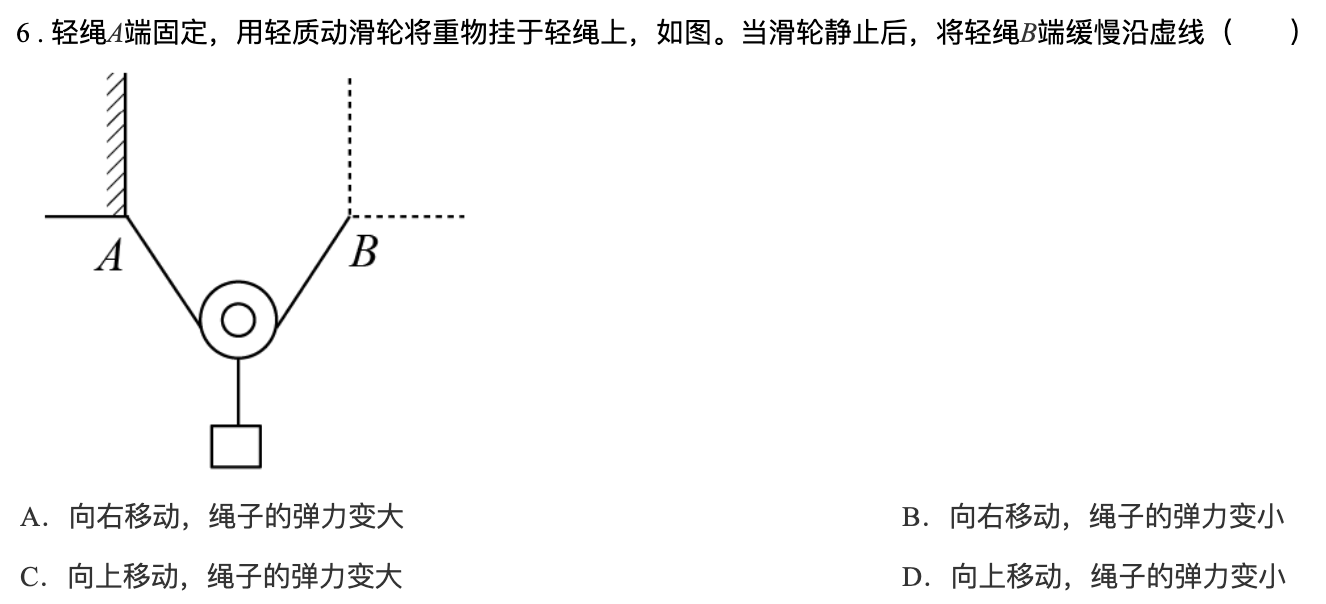 6 . 轻绳A端固定，用轻质动滑轮将重物挂于轻绳上，如图。当滑轮静止后，将轻绳B端缓慢沿虚线（　　）
A
B
A．向右移动，绳子的弹力变大
B．向右移动，绳子的弹力变小
C．向上移动，绳子的弹力变大
D．向上移动，绳子的弹力变小